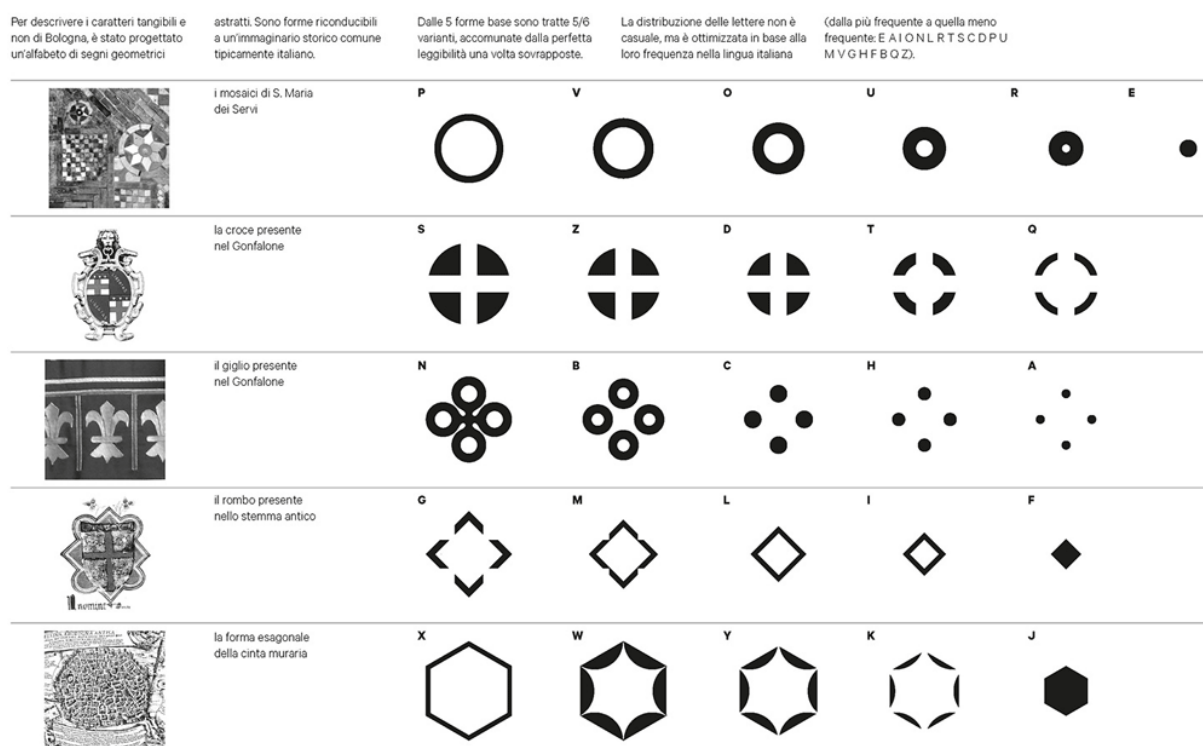 Per descrivere i caratteri tangibili e
non di Bologna, è stato progettato
un'alfabeto di segni geometrici
astratti. Sono forme riconducibili
a un'immaginario storico comune
tipicamente italiano.
Dalle 5 forme base sono tratte 5/6
varianti, accomunate dalla perfetta
leggibilità una volta sovrapposte.
La distribuzione delle lettere non è
casuale, ma è ottimizzata in base alla
loro frequenza nella lingua italiana
(dalla più frequente a quella meno
frequente: E A I O N L R T S C D P U
M V G H F B Q Z).
i mosaici di S. Maria
dei Servi
P V O U R E
la croce presente
nel Gonfalone
S Z D T Q
il giglio presente
nel Gonfalone
N B C H A
il rombo presente
nello stemma antico
G M L I F
la forma esagonale
della cinta muraria
X W Y K J